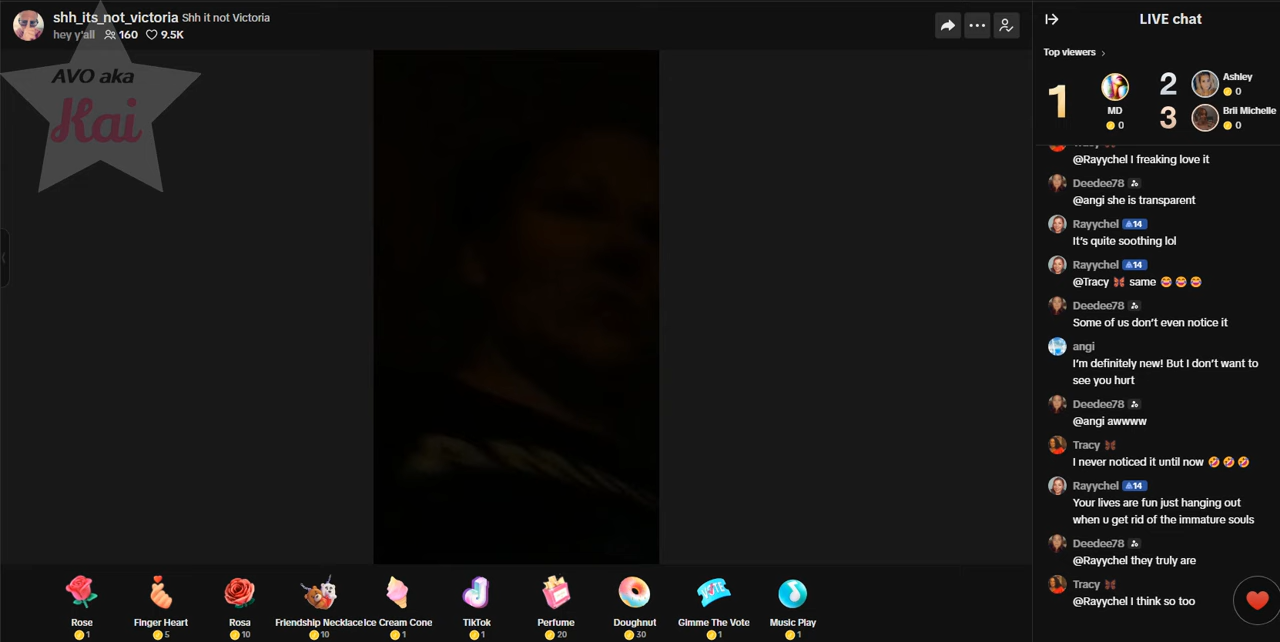 shh_its_not_victoria Shh it not Victoria
hey y'all 160 9.5K
AVO aka
Kai
LIVE chat
Top viewers >
1
MD
0
2
Ashley
0
3
Brii Michelle
0
@Rayychel I freaking love it
Deedee78
@angi she is transparent
Rayychel 14
It's quite soothing lol
Rayychel 14
@Tracy 🦋 same 😂 😂 😂
Deedee78
Some of us don't even notice it
angi
I'm definitely new! But I don't want to
see you hurt
Deedee78
@angi awwww
Tracy 🦋
I never noticed it until now 🤣 🤣 🤣
Rayychel 14
Your lives are fun just hanging out
when u get rid of the immature souls
Deedee78
@Rayychel they truly are
Tracy 🦋
@Rayychel I think so too
VOTE
Rose Finger Heart Rosa Friendship Necklace Ice Cream Cone TikTok Perfume Doughnut Gimme The Vote Music Play
1 5 10 10 1 1 20 30 1 1